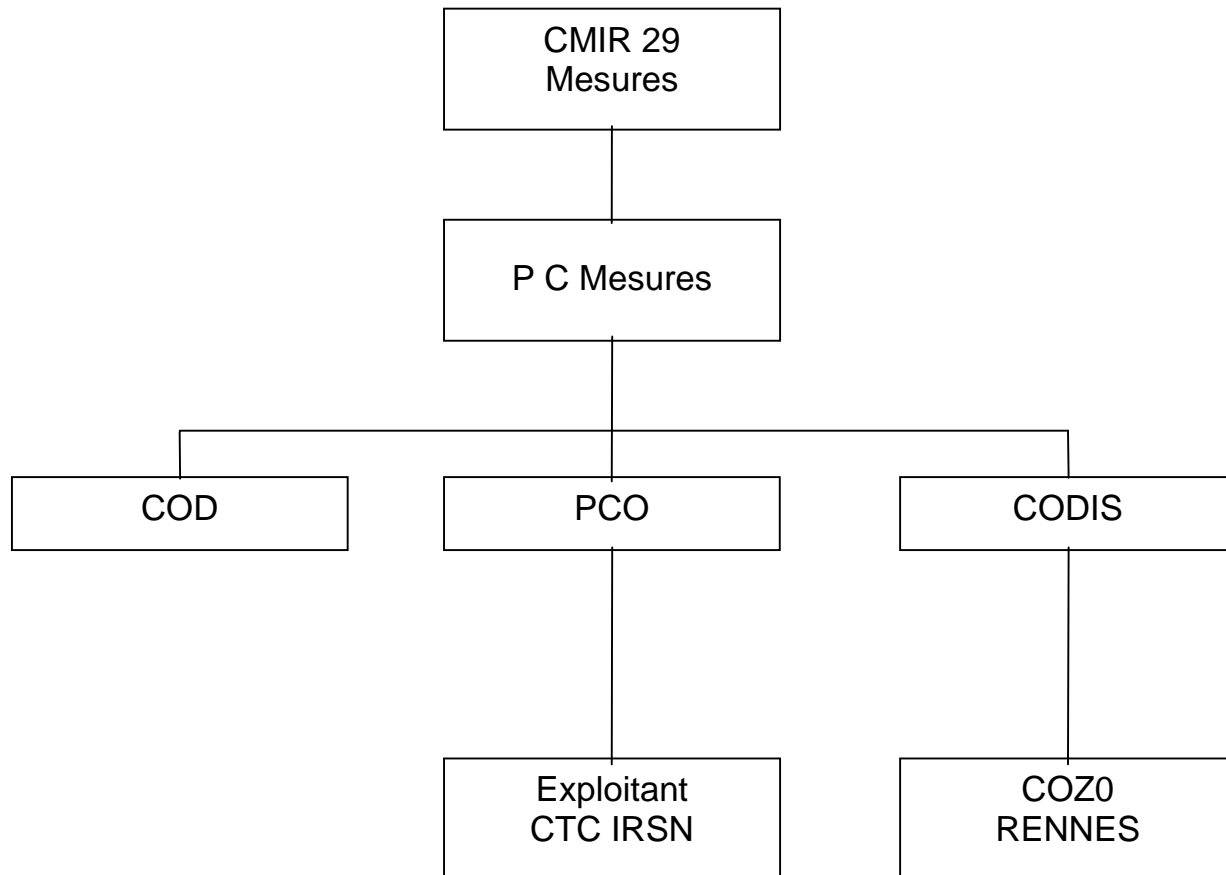 CMIR 29
Mesures
P C Mesures
COD
PCO
CODIS
Exploitant
CTC IRSN
COZ0
RENNES